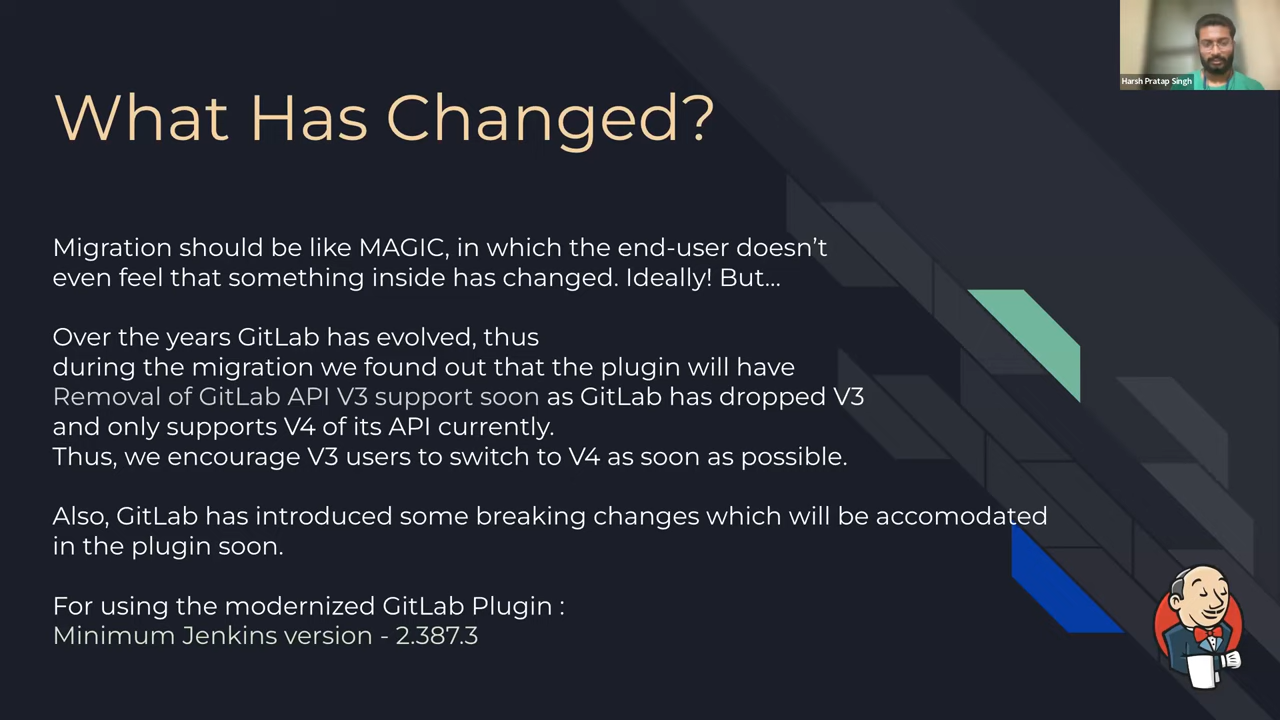 Harsh Pratap Singh
What Has Changed?
Migration should be like MAGIC, in which the end-user doesn’t
even feel that something inside has changed. Ideally! But...
Over the years GitLab has evolved, thus
during the migration we found out that the plugin will have
Removal of GitLab API V3 support soon as GitLab has dropped V3
and only supports V4 of its API currently.
Thus, we encourage V3 users to switch to V4 as soon as possible.
Also, GitLab has introduced some breaking changes which will be accomodated
in the plugin soon.
For using the modernized GitLab Plugin :
Minimum Jenkins version - 2.387.3